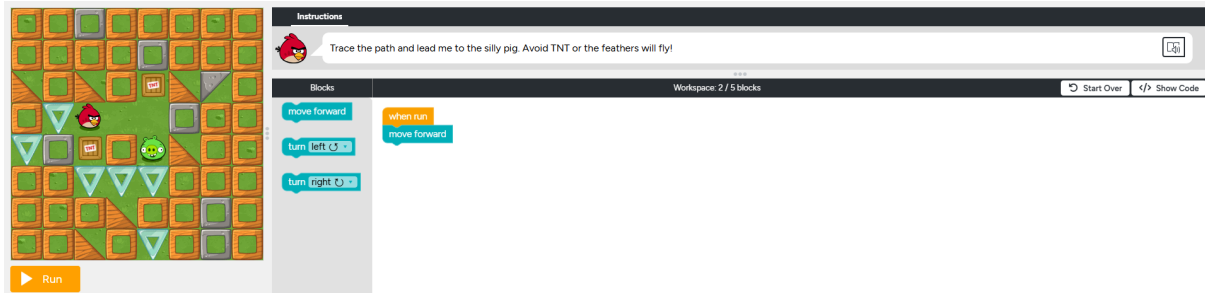 Instructions
Trace the path and lead me to the silly pig. Avoid TNT or the feathers will fly!
Blocks
Workspace: 2 / 5 blocks
Start Over
</> Show Code
move forward
turn left ↺
turn right ↻
when run
move forward
TNT
TNT
Run